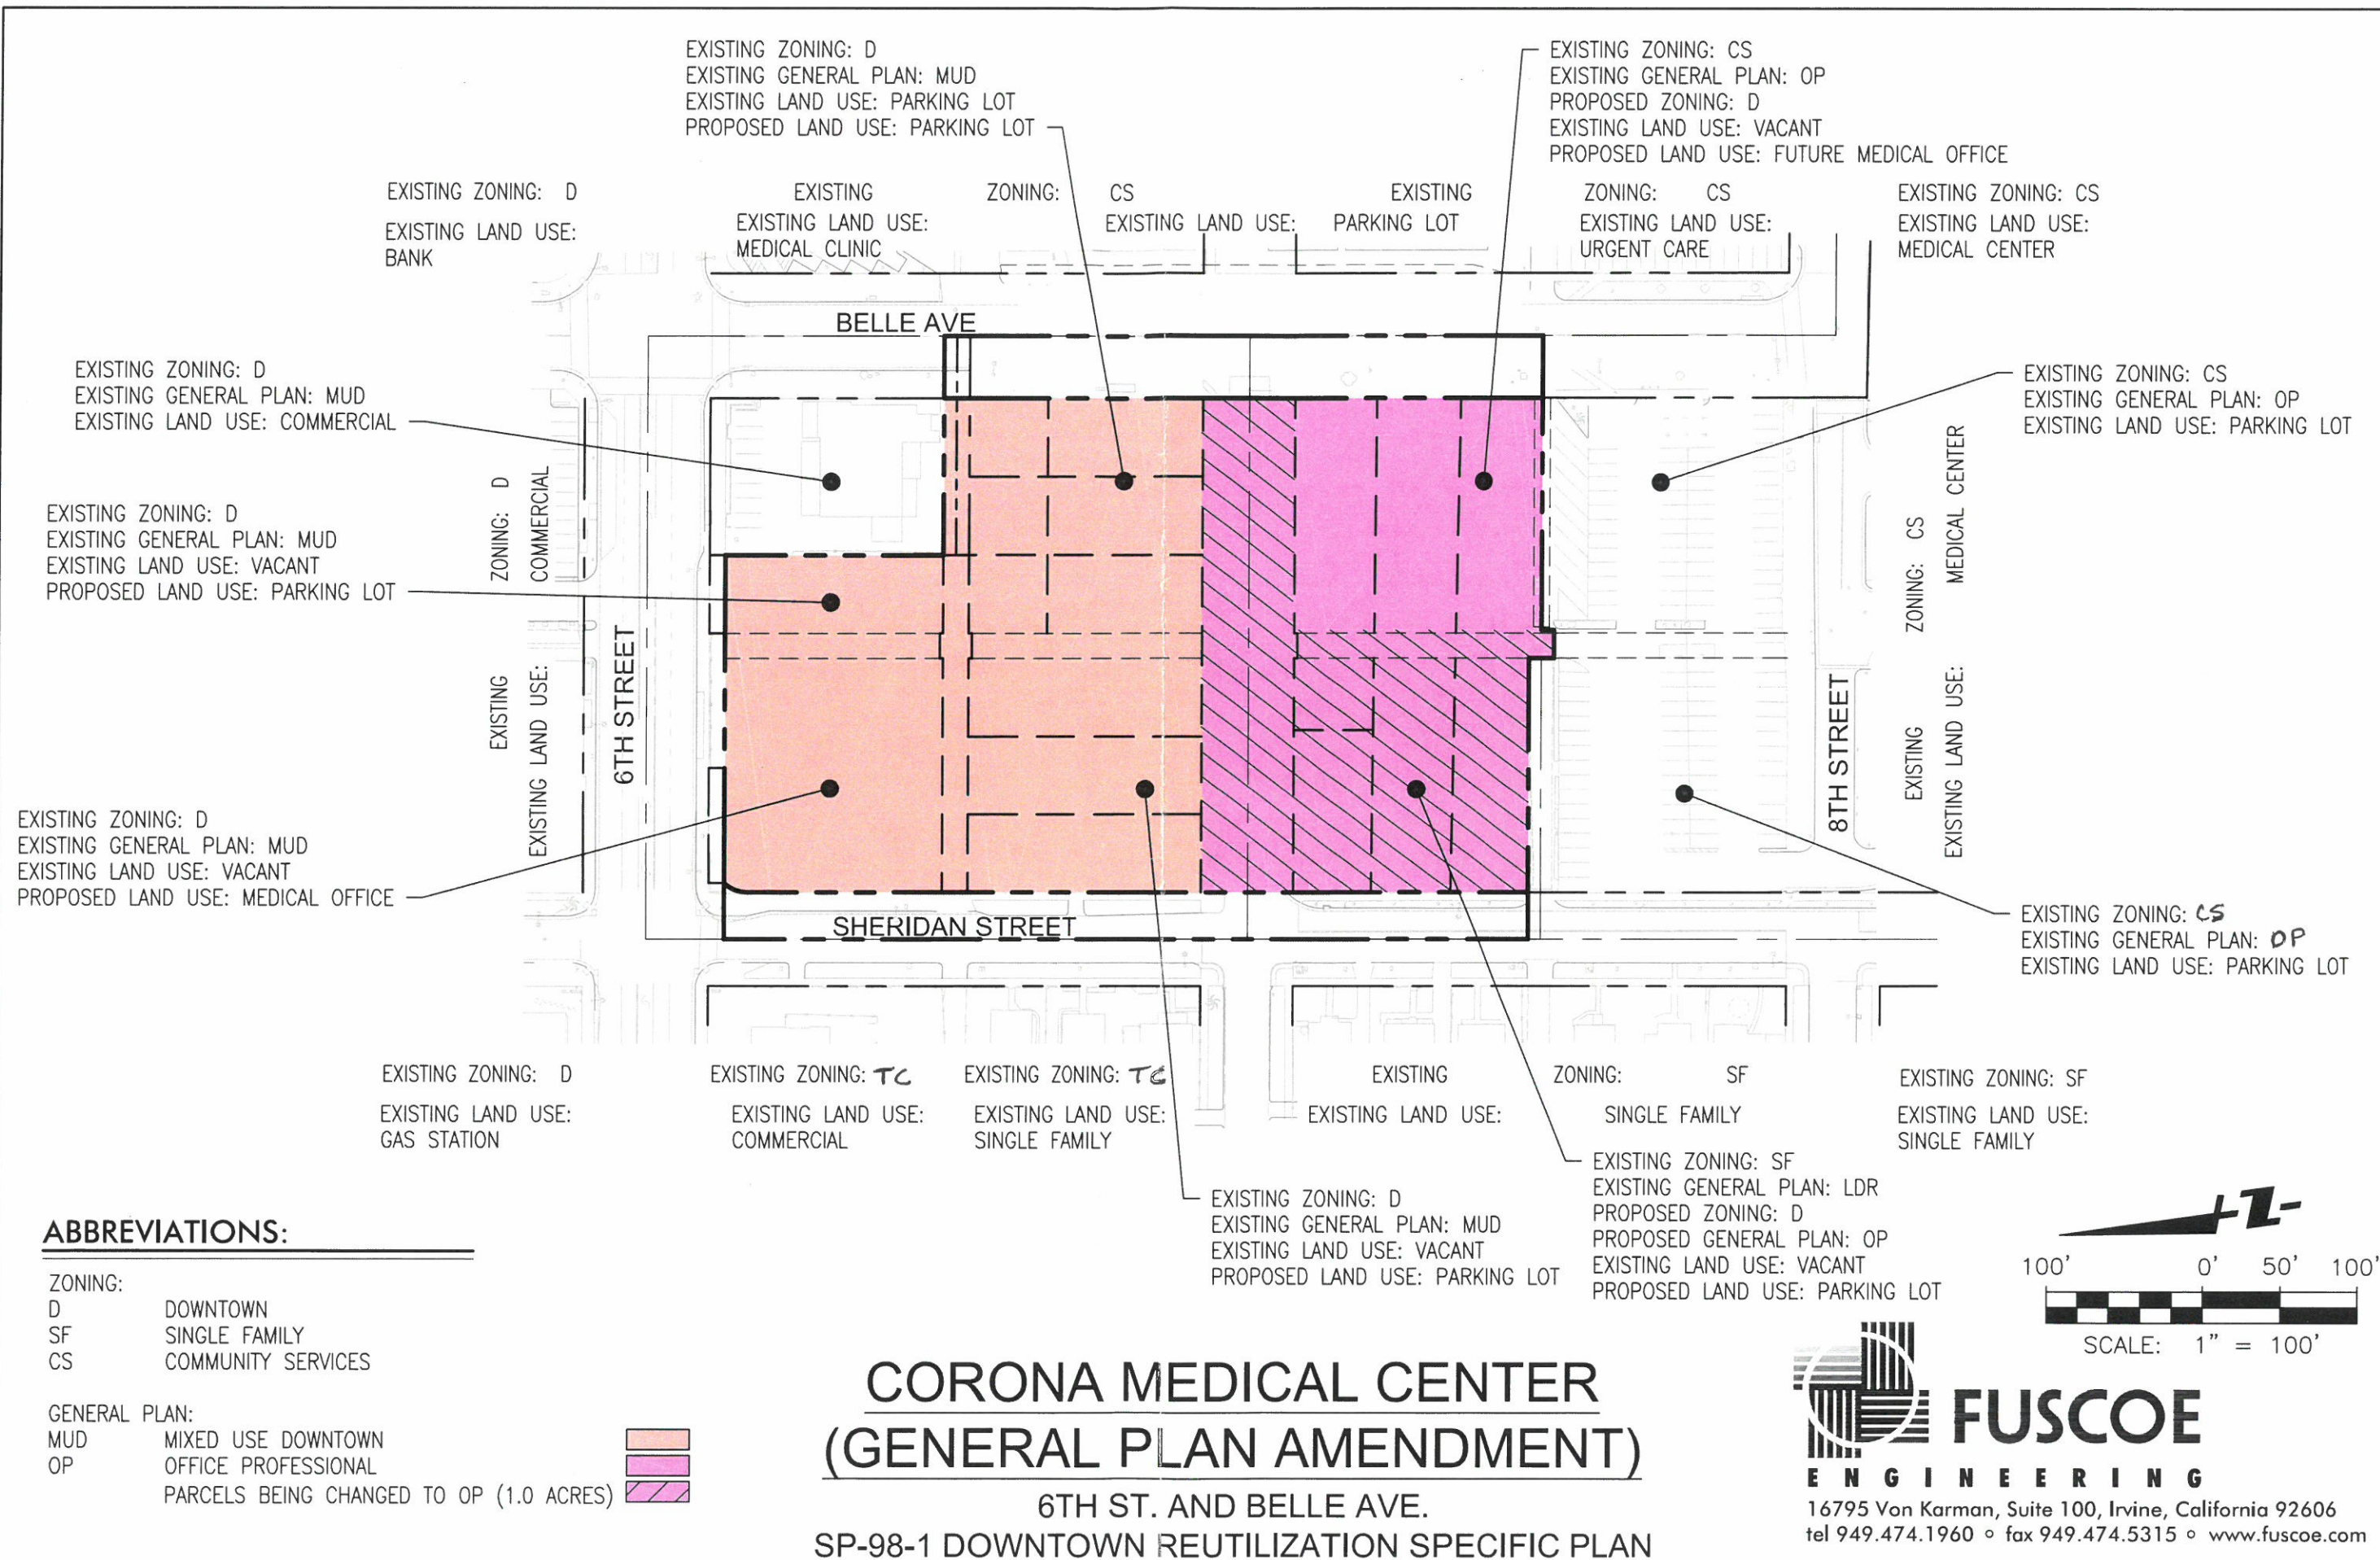 EXISTING ZONING: D
EXISTING GENERAL PLAN: MUD
EXISTING LAND USE: PARKING LOT
PROPOSED LAND USE: PARKING LOT
EXISTING ZONING: CS
EXISTING GENERAL PLAN: OP
PROPOSED ZONING: D
EXISTING LAND USE: VACANT
PROPOSED LAND USE: FUTURE MEDICAL OFFICE
EXISTING ZONING: D
EXISTING LAND USE:
BANK
EXISTING ZONING: CS
EXISTING LAND USE:
MEDICAL CLINIC
EXISTING LAND USE: PARKING LOT
EXISTING ZONING: CS
EXISTING LAND USE:
URGENT CARE
EXISTING ZONING: CS
EXISTING LAND USE:
MEDICAL CENTER
BELLE AVE
EXISTING ZONING: D
EXISTING GENERAL PLAN: MUD
EXISTING LAND USE: COMMERCIAL
EXISTING ZONING: CS
EXISTING GENERAL PLAN: OP
EXISTING LAND USE: PARKING LOT
EXISTING ZONING: D
EXISTING GENERAL PLAN: MUD
EXISTING LAND USE: VACANT
PROPOSED LAND USE: PARKING LOT
EXISTING ZONING: D
EXISTING LAND USE: COMMERCIAL
6TH STREET
8TH STREET
EXISTING ZONING: CS
EXISTING LAND USE: MEDICAL CENTER
EXISTING ZONING: D
EXISTING GENERAL PLAN: MUD
EXISTING LAND USE: VACANT
PROPOSED LAND USE: MEDICAL OFFICE
SHERIDAN STREET
EXISTING ZONING: CS
EXISTING GENERAL PLAN: OP
EXISTING LAND USE: PARKING LOT
EXISTING ZONING: D
EXISTING LAND USE:
GAS STATION
EXISTING ZONING: TC
EXISTING LAND USE:
COMMERCIAL
EXISTING ZONING: TC
EXISTING LAND USE:
SINGLE FAMILY
EXISTING ZONING: SF
EXISTING LAND USE: SINGLE FAMILY
EXISTING ZONING: SF
EXISTING LAND USE:
SINGLE FAMILY
EXISTING ZONING: D
EXISTING GENERAL PLAN: MUD
EXISTING LAND USE: VACANT
PROPOSED LAND USE: PARKING LOT
EXISTING ZONING: SF
EXISTING GENERAL PLAN: LDR
PROPOSED ZONING: D
PROPOSED GENERAL PLAN: OP
EXISTING LAND USE: VACANT
PROPOSED LAND USE: PARKING LOT
ABBREVIATIONS:
ZONING:
D DOWNTOWN
SF SINGLE FAMILY
CS COMMUNITY SERVICES
GENERAL PLAN:
MUD MIXED USE DOWNTOWN
OP OFFICE PROFESSIONAL
PARCELS BEING CHANGED TO OP (1.0 ACRES)
CORONA MEDICAL CENTER
(GENERAL PLAN AMENDMENT)
6TH ST. AND BELLE AVE.
SP-98-1 DOWNTOWN REUTILIZATION SPECIFIC PLAN
Z
100' 0' 50' 100'
SCALE: 1" = 100'
FUSCOE
ENGINEERING
16795 Von Karman, Suite 100, Irvine, California 92606
tel 949.474.1960 ° fax 949.474.5315 ° www.fuscoe.com